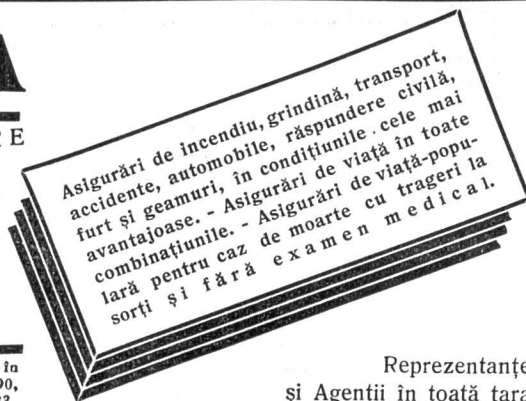 A
R E
Asigurări de incendiu, grindină, transport,
accidente, automobile, răspundere civilă,
furt și geamuri, în condițiunile cele mai
avantajoase. - Asigurări de viață în toate
combinațiunile. - Asigurări de viață-popu-
lară pentru caz de moarte cu trageri la
sorți și fără examen medical.
în
90,
Reprezentanțe
și Agenții în toată țara